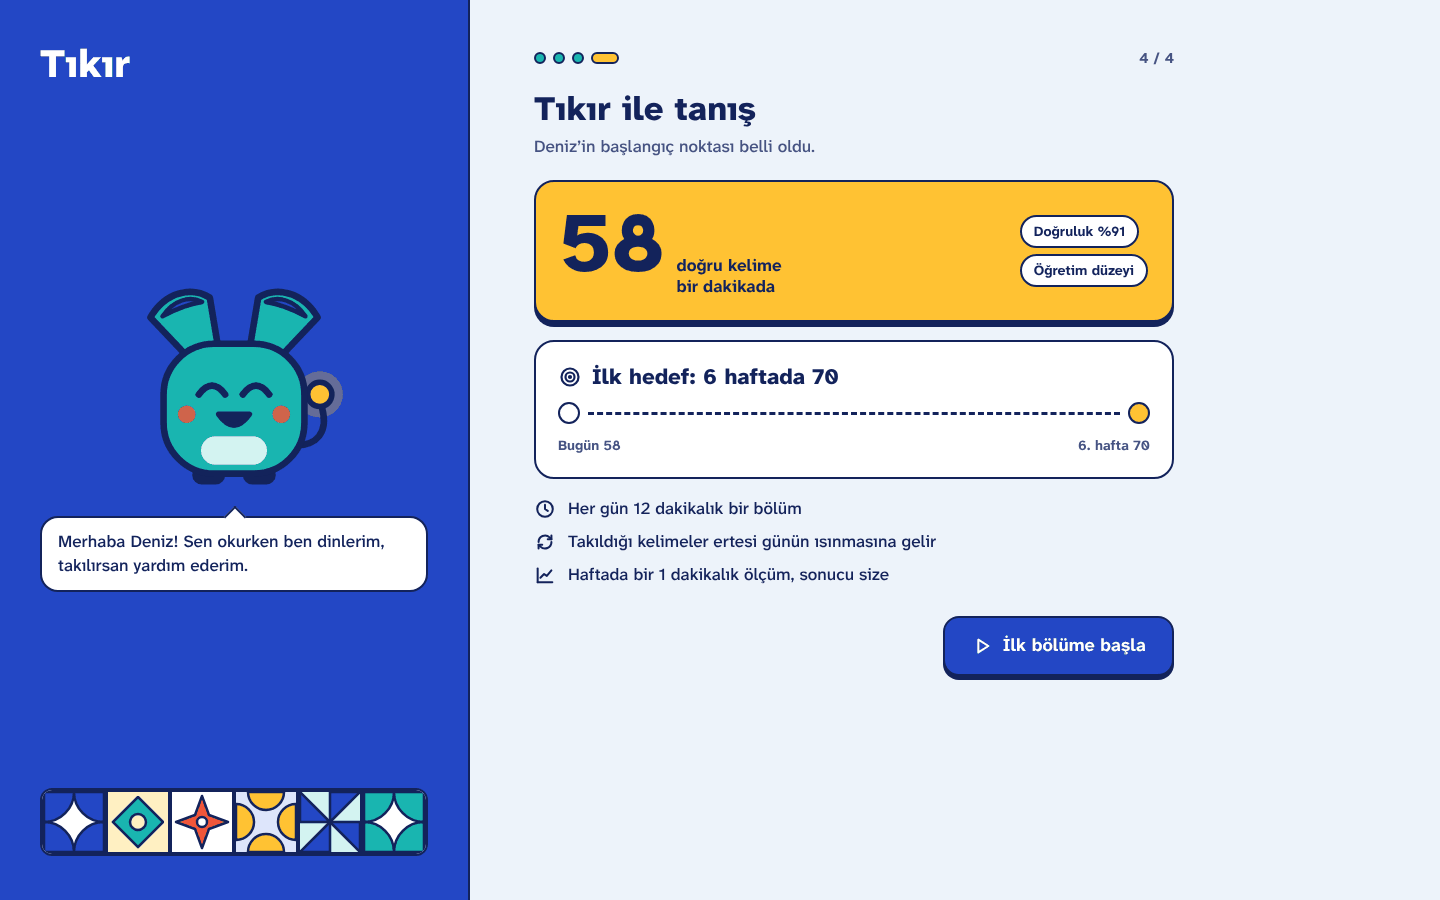 Tıkır
Merhaba Deniz! Sen okurken ben dinlerim,
takılırsan yardım ederim.
4 / 4
Tıkır ile tanış
Deniz’in başlangıç noktası belli oldu.
58
doğru kelime
bir dakikada
Doğruluk %91
Öğretim düzeyi
İlk hedef: 6 haftada 70
Bugün 58
6. hafta 70
Her gün 12 dakikalık bir bölüm
Takıldığı kelimeler ertesi günün ısınmasına gelir
Haftada bir 1 dakikalık ölçüm, sonucu size
İlk bölüme başla